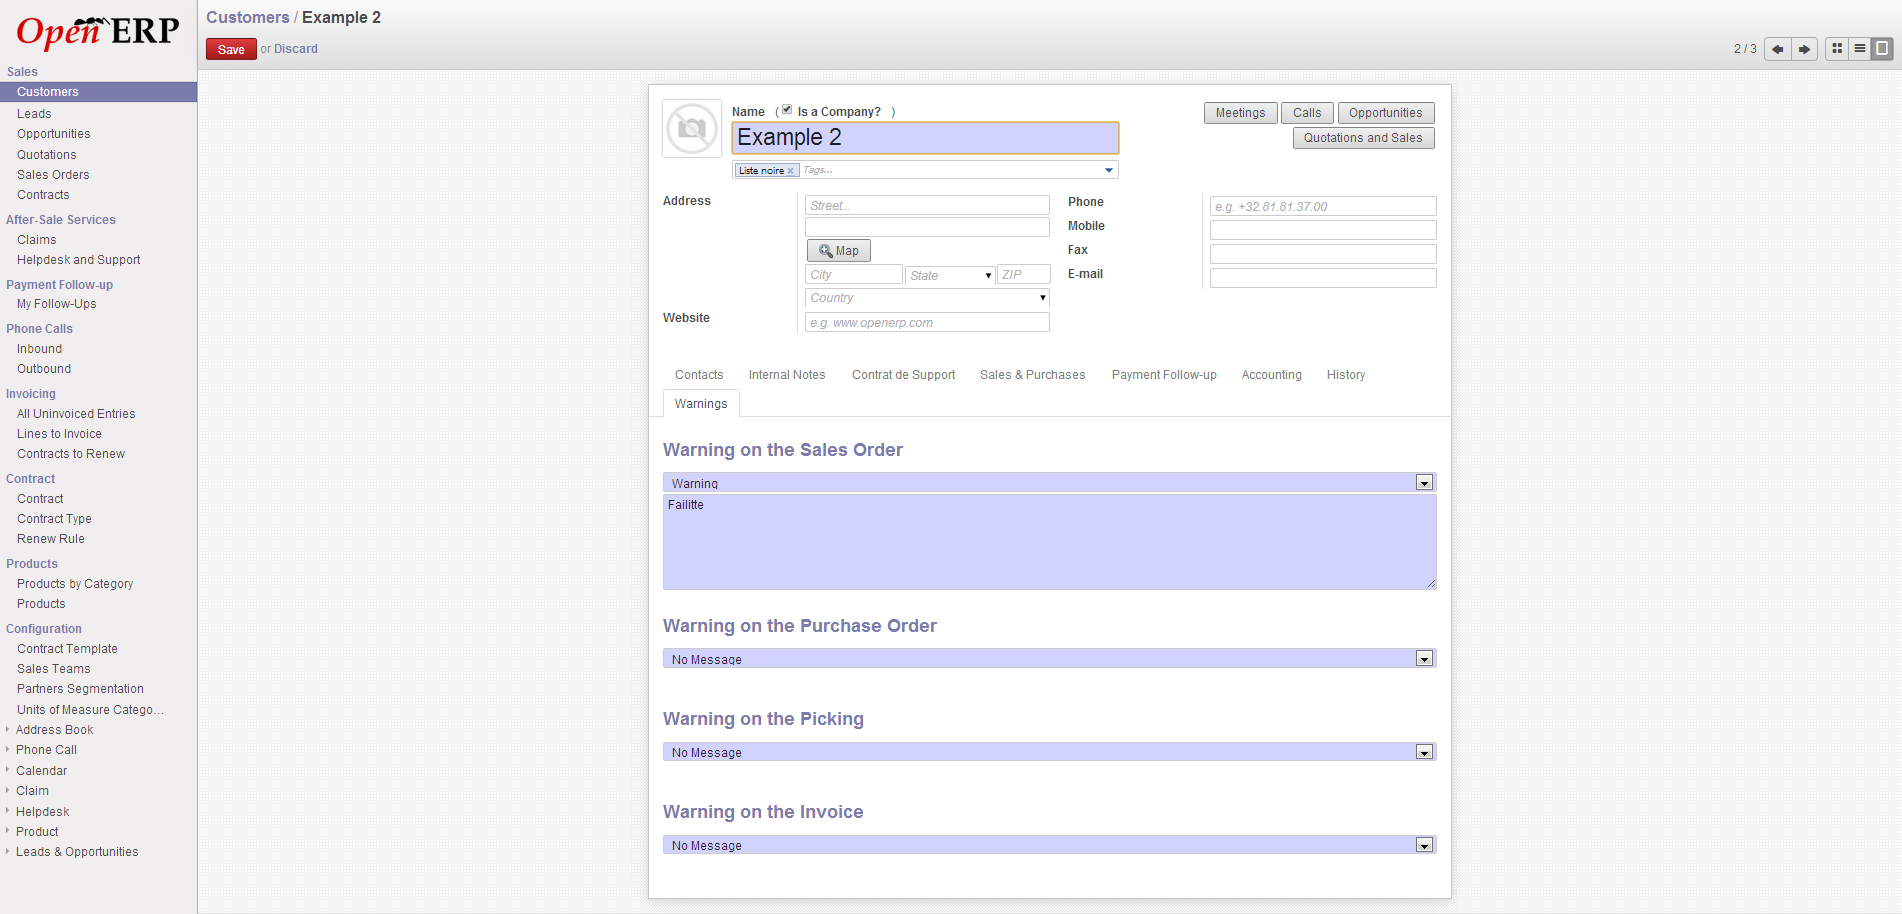 Open ERP
Sales
Customers
Leads
Opportunities
Quotations
Sales Orders
Contracts
After-Sale Services
Claims
Helpdesk and Support
Payment Follow-up
My Follow-Ups
Phone Calls
Inbound
Outbound
Invoicing
All Uninvoiced Entries
Lines to Invoice
Contracts to Renew
Contract
Contract
Contract Type
Renew Rule
Products
Products by Category
Products
Configuration
Contract Template
Sales Teams
Partners Segmentation
Units of Measure Catego...
Address Book
Phone Call
Calendar
Claim
Helpdesk
Product
Leads & Opportunities
Customers / Example 2
Save or Discard
2 / 3
Name ( Is a Company? )
Example 2
Liste noire x Tags...
Meetings Calls Opportunities
Quotations and Sales
Address
Street...
Map
City State ZIP
Country
Website e.g. www.openerp.com
Phone e.g. +32.81.81.37.00
Mobile
Fax
E-mail
Contacts Internal Notes Contrat de Support Sales & Purchases Payment Follow-up Accounting History
Warnings
Warning on the Sales Order
Warning
Failitte
Warning on the Purchase Order
No Message
Warning on the Picking
No Message
Warning on the Invoice
No Message